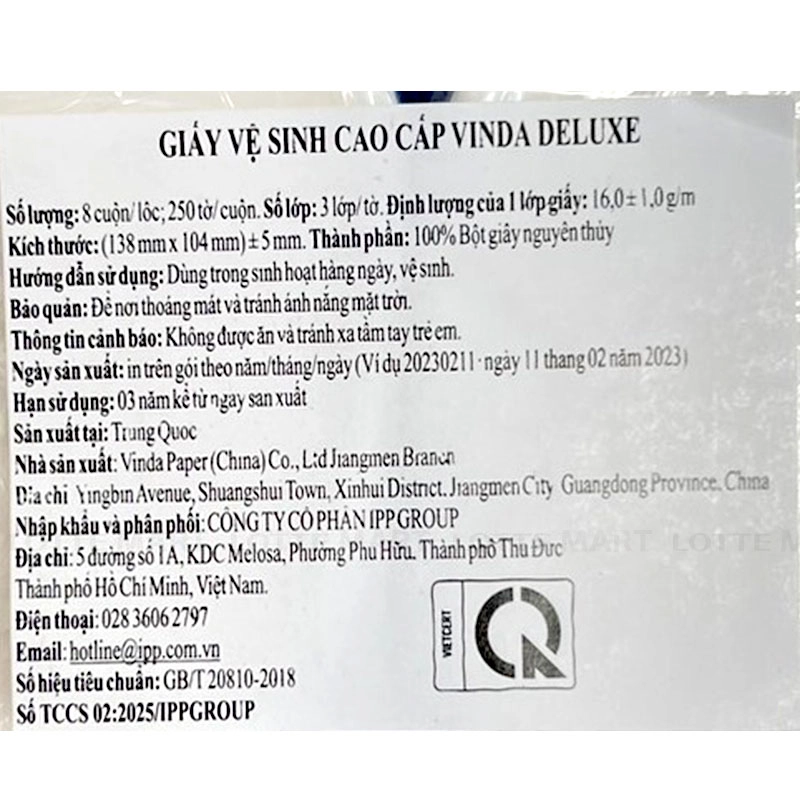 GIẤY VỆ SINH CAO CẤP VINDA DELUXE
Số lượng: 8 cuộn/ lốc; 250 tờ/ cuộn. Số lớp: 3 lớp/ tờ. Định lượng của 1 lớp giấy: 16,0 ± 1,0 g/m
Kích thước: (138 mm x 104 mm) ± 5 mm. Thành phần: 100% Bột giấy nguyên thủy
Hướng dẫn sử dụng: Dùng trong sinh hoạt hàng ngày, vệ sinh.
Bảo quản: Để nơi thoáng mát và tránh ánh nắng mặt trời.
Thông tin cảnh báo: Không được ăn và tránh xa tầm tay trẻ em.
Ngày sản xuất: in trên gói theo năm/tháng/ngày (Ví dụ 20230211 - ngày 11 tháng 02 năm 2023)
Hạn sử dụng: 03 năm kể từ ngày sản xuất
Sản xuất tại: Trung Quốc
Nhà sản xuất: Vinda Paper (China) Co., Ltd Jiangmen Branch
Địa chỉ Yingbin Avenue, Shuangshui Town, Xinhui District. Jiangmen City Guangdong Province. China
Nhập khẩu và phân phối: CÔNG TY CỔ PHẦN IPP GROUP
Địa chỉ: 5 đường số 1A, KDC Melosa, Phường Phú Hữu. Thành phố Thủ Đức
Thành phố Hồ Chí Minh, Việt Nam.
Điện thoại: 028 3606 2797
Email: hotline@ipp.com.vn
Số hiệu tiêu chuẩn: GB/T 20810-2018
Số TCCS 02:2025/IPPGROUP
VIETCERT
LOTTE MART LOTTE M